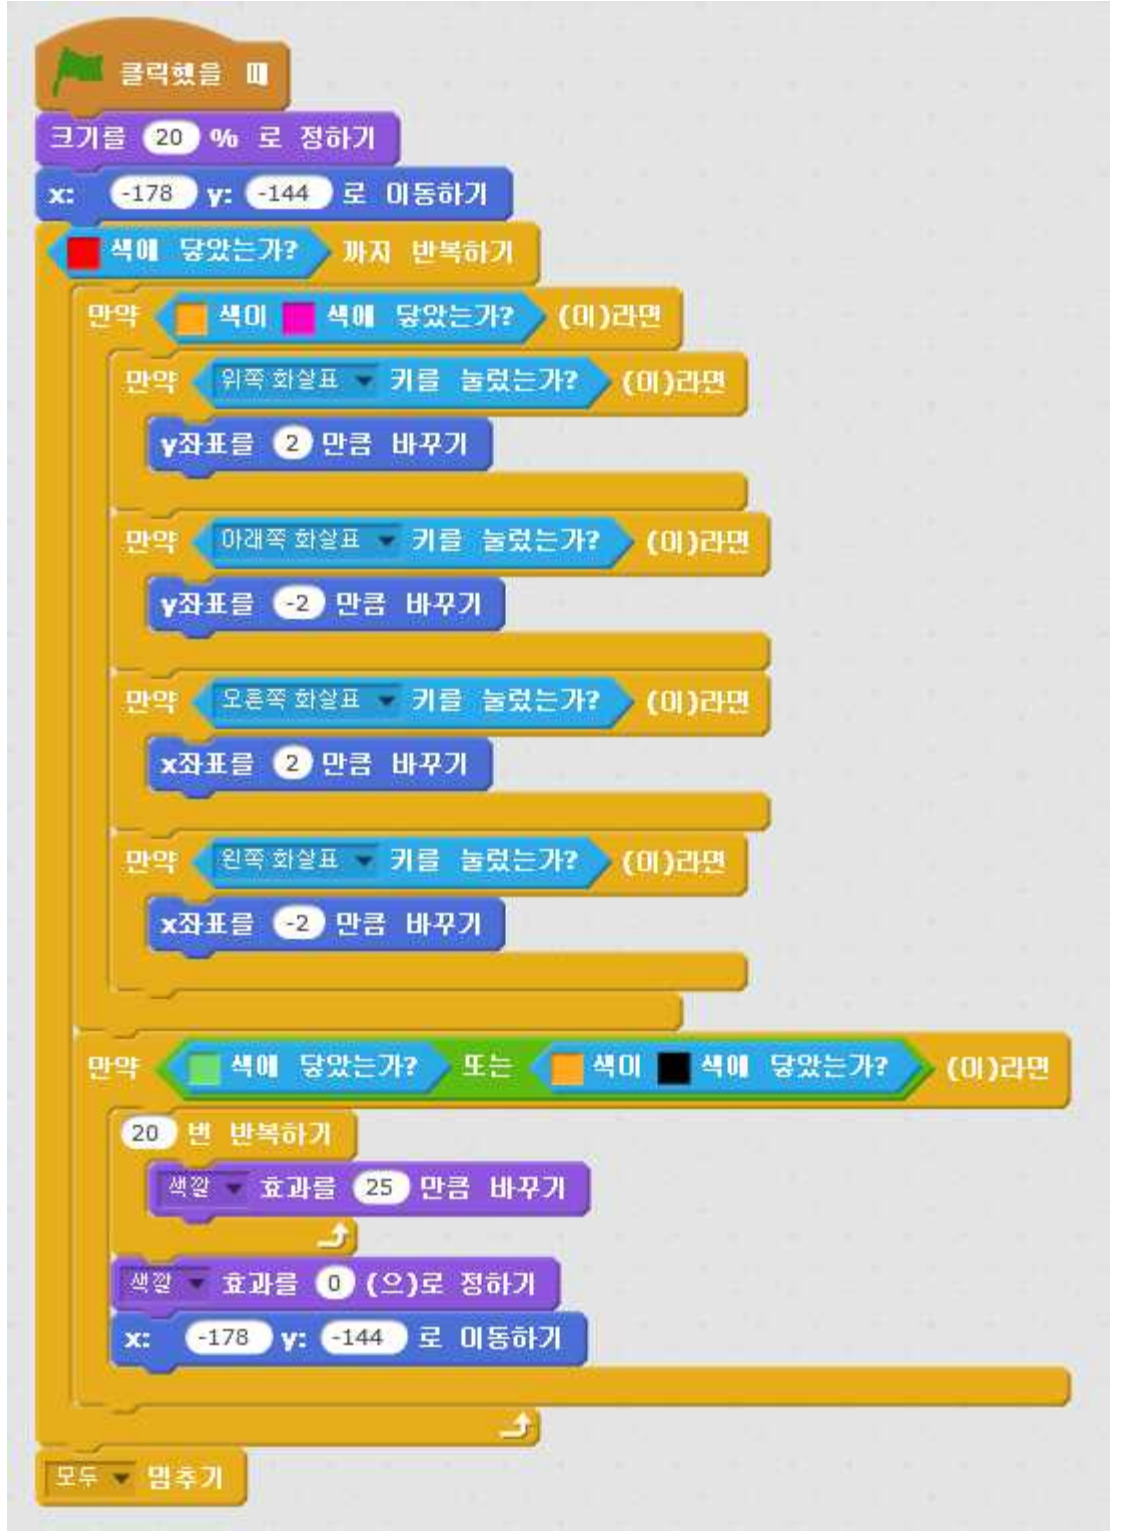 클릭했을 때
크기를 20 % 로 정하기
x: -178 y: -144 로 이동하기
색에 닿았는가? 까지 반복하기
만약 색이 색에 닿았는가? (이)라면
만약 위쪽 화살표 키를 눌렀는가? (이)라면
y좌표를 2 만큼 바꾸기
만약 아래쪽 화살표 키를 눌렀는가? (이)라면
y좌표를 -2 만큼 바꾸기
만약 오른쪽 화살표 키를 눌렀는가? (이)라면
x좌표를 2 만큼 바꾸기
만약 왼쪽 화살표 키를 눌렀는가? (이)라면
x좌표를 -2 만큼 바꾸기
만약 색에 닿았는가? 또는 색이 색에 닿았는가? (이)라면
20 번 반복하기
색깔 효과를 25 만큼 바꾸기
색깔 효과를 0 (으)로 정하기
x: -178 y: -144 로 이동하기
모두 멈추기